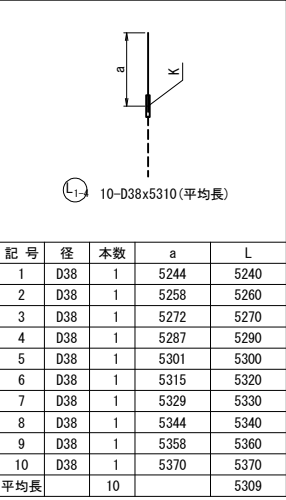 a
K
L1-4 10-D38x5310(平均長)
記 号 径 本数 a L
1 D38 1 5244 5240
2 D38 1 5258 5260
3 D38 1 5272 5270
4 D38 1 5287 5290
5 D38 1 5301 5300
6 D38 1 5315 5320
7 D38 1 5329 5330
8 D38 1 5344 5340
9 D38 1 5358 5360
10 D38 1 5370 5370
平均長 10 5309